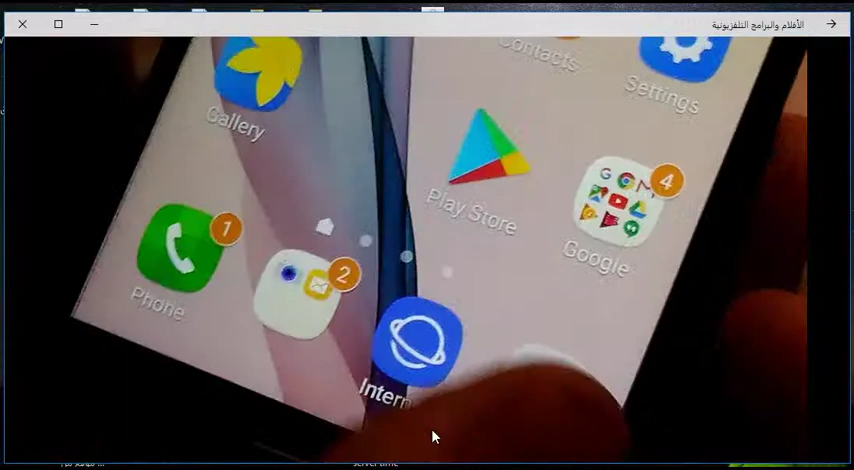 الأفلام والبرامج التلفزيونية
Contacts
Settings
Gallery
Play Store
4
Google
1
Phone
2
Intern
server time